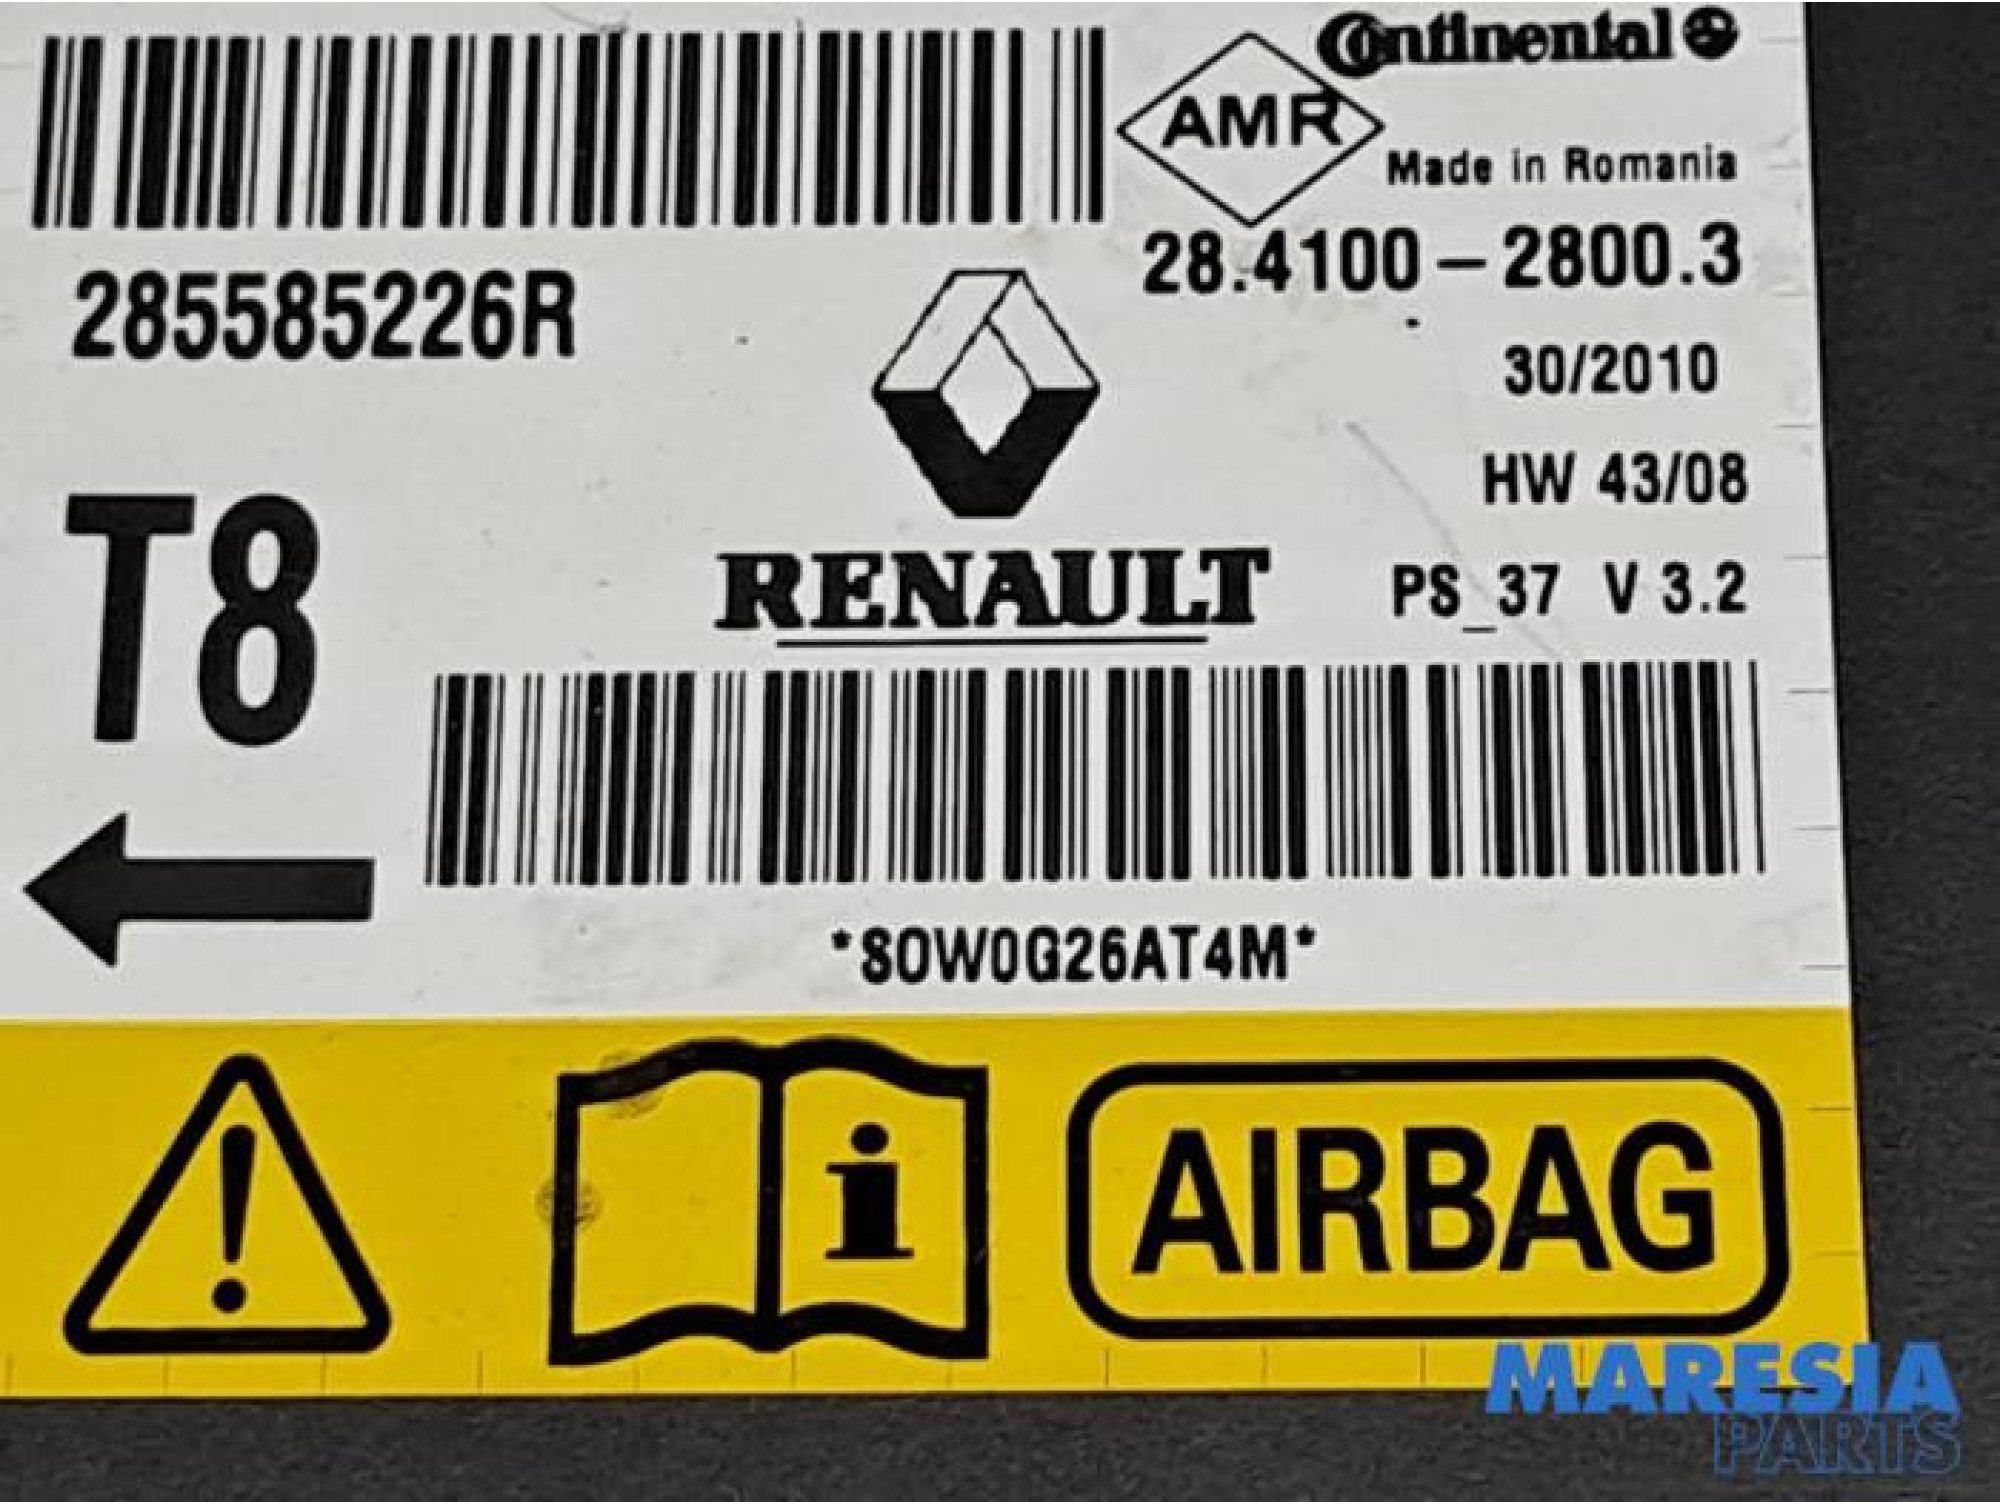 Continental
AMR
Made in Romania
285585226R
28.4100-2800.3
30/2010
HW 43/08
T8
RENAULT
PS_37 V 3.2
*80W0G26AT4M*
i
AIRBAG
MARESIA
PARTS